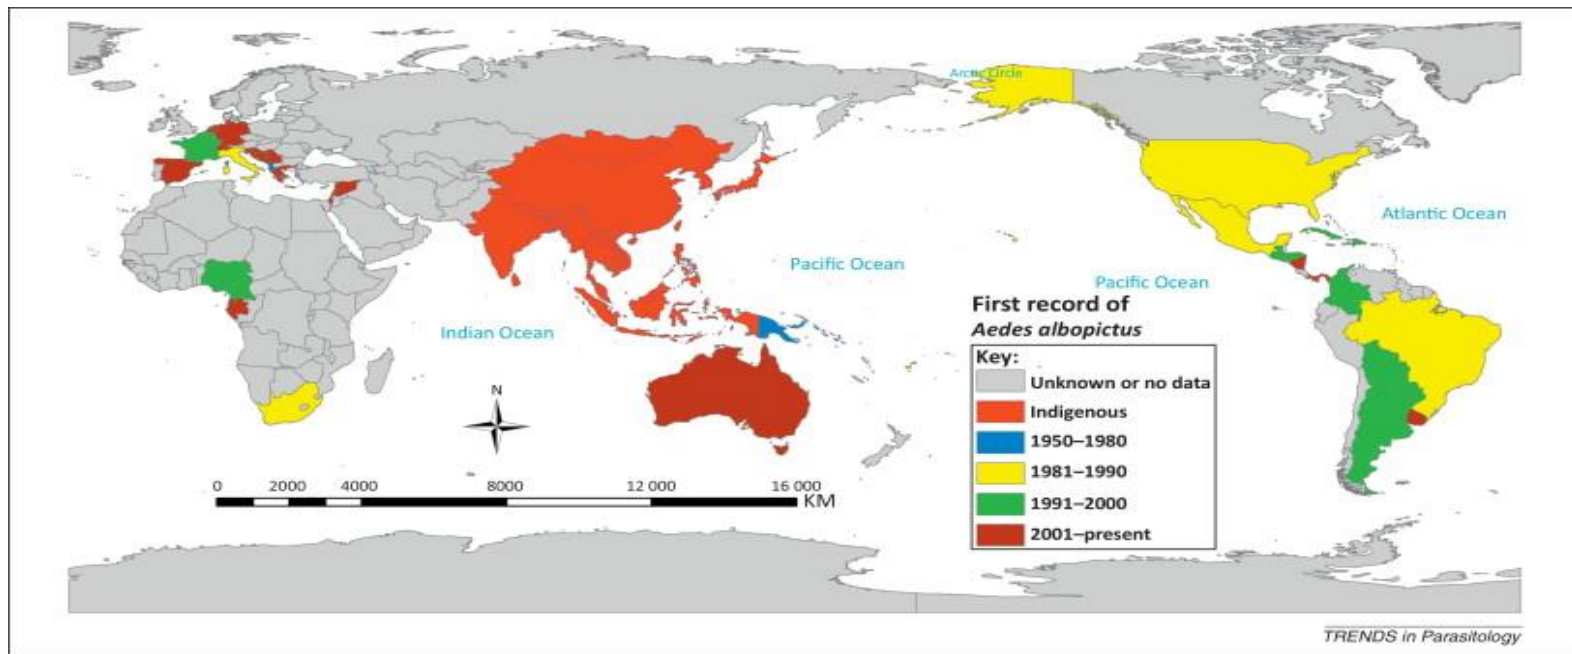 Arctic Circle
Atlantic Ocean
Pacific Ocean
Pacific Ocean
Indian Ocean
First record of
Aedes albopictus
Key:
Unknown or no data
Indigenous
1950–1980
1981–1990
1991–2000
2001–present
N
0 2000 4000 8000 12 000 16 000
KM
TRENDS in Parasitology